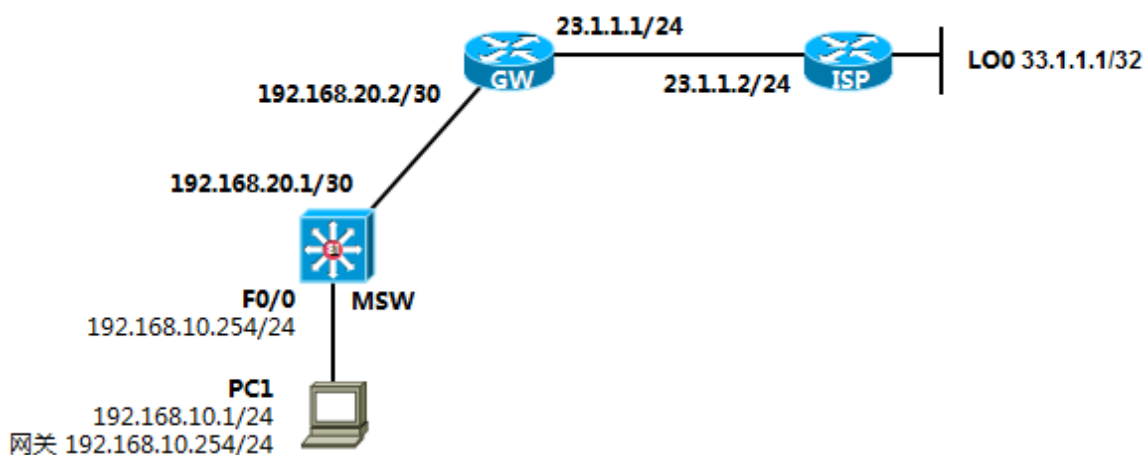 23.1.1.1/24
GW
ISP
LO0 33.1.1.1/32
23.1.1.2/24
192.168.20.2/30
192.168.20.1/30
F0/0
MSW
192.168.10.254/24
PC1
192.168.10.1/24
网关 192.168.10.254/24